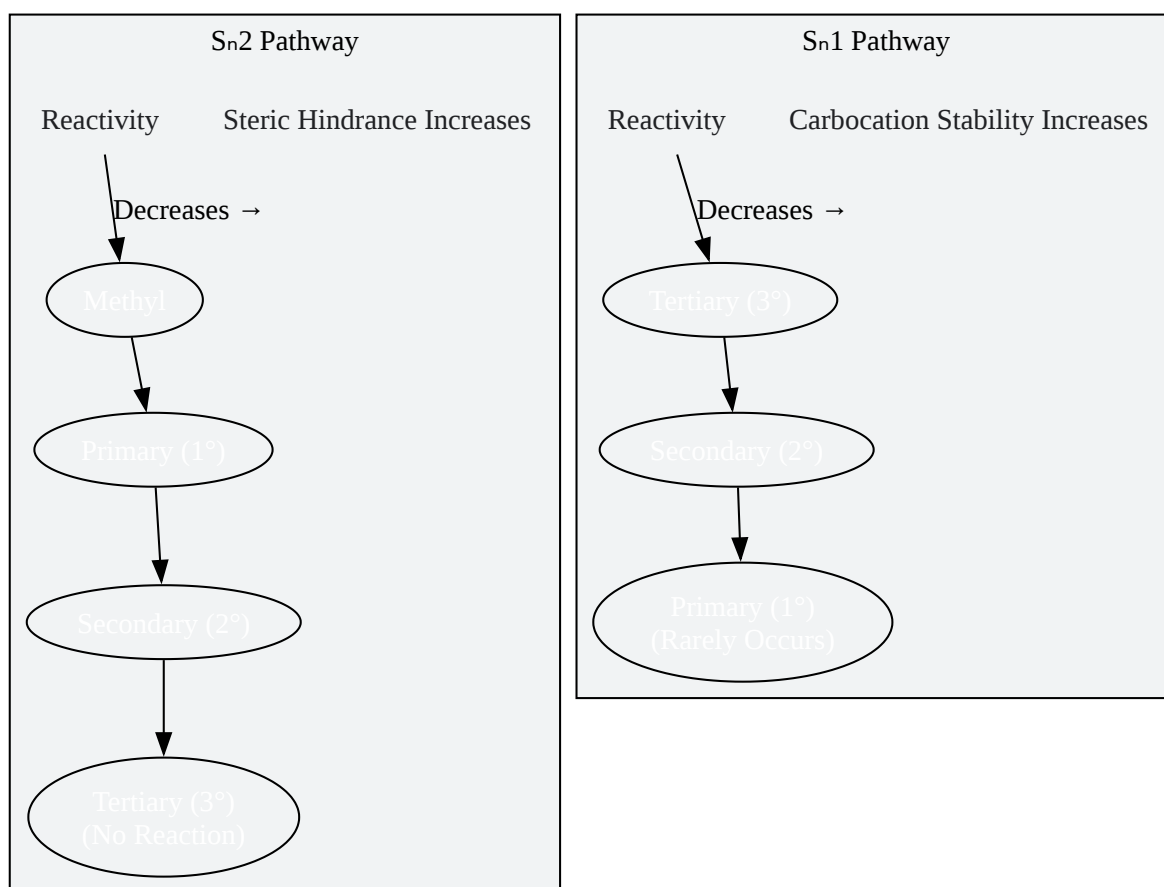 Sₙ2 Pathway
Reactivity
Steric Hindrance Increases
Decreases →
Methyl
Primary (1°)
Secondary (2°)
Tertiary (3°)
(No Reaction)
Sₙ1 Pathway
Reactivity
Carbocation Stability Increases
Decreases →
Tertiary (3°)
Secondary (2°)
Primary (1°)
(Rarely Occurs)